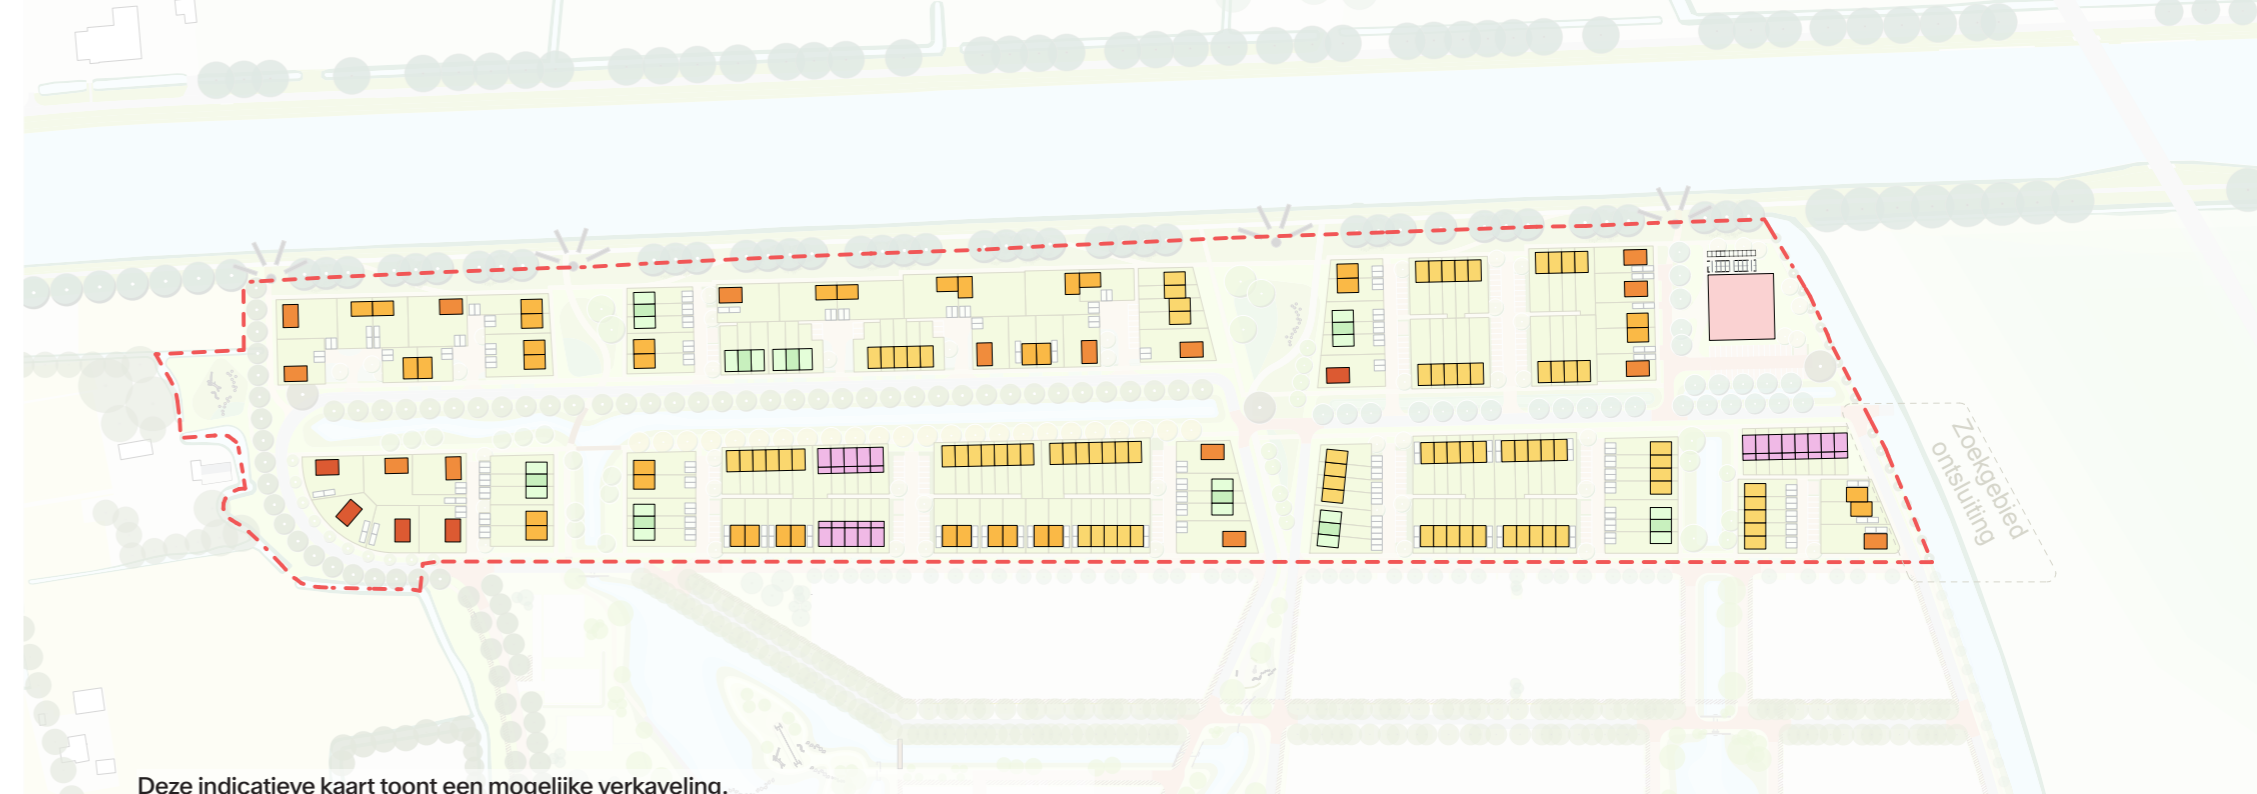 Zoekgebied
ontsluiting
Deze indicatieve kaart toont een mogelijke verkaveling.